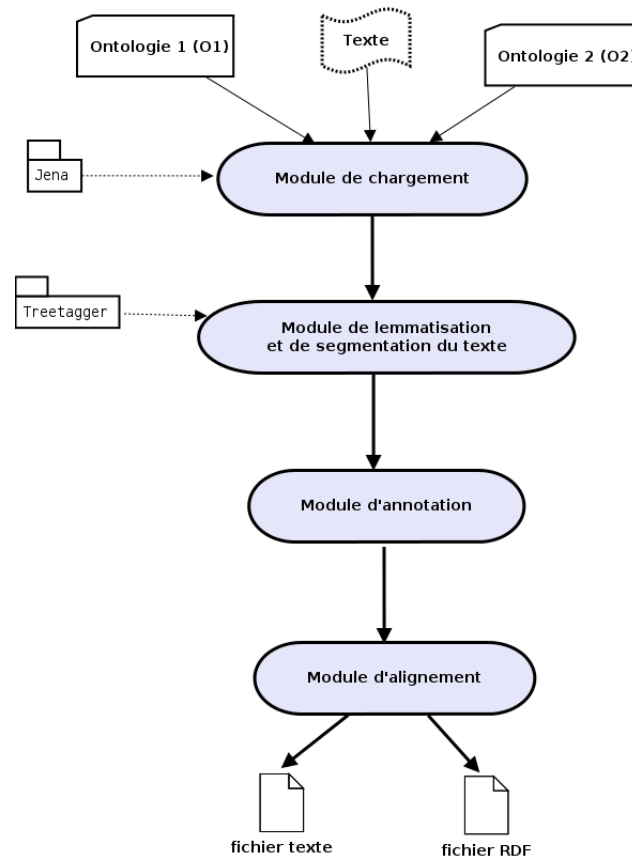 Ontologie 1 (O1)
Texte
Ontologie 2 (O2)
Module de chargement
Jena
Treetagger
Module de lemmatisation
et de segmentation du texte
Module d'annotation
Module d'alignement
fichier texte
fichier RDF